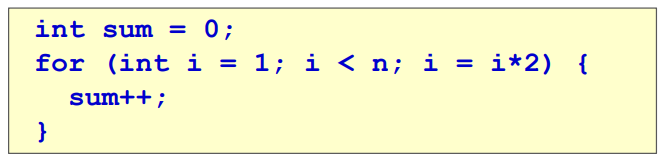 int sum = 0;
for (int i = 1; i < n; i = i*2) {
  sum++;
}